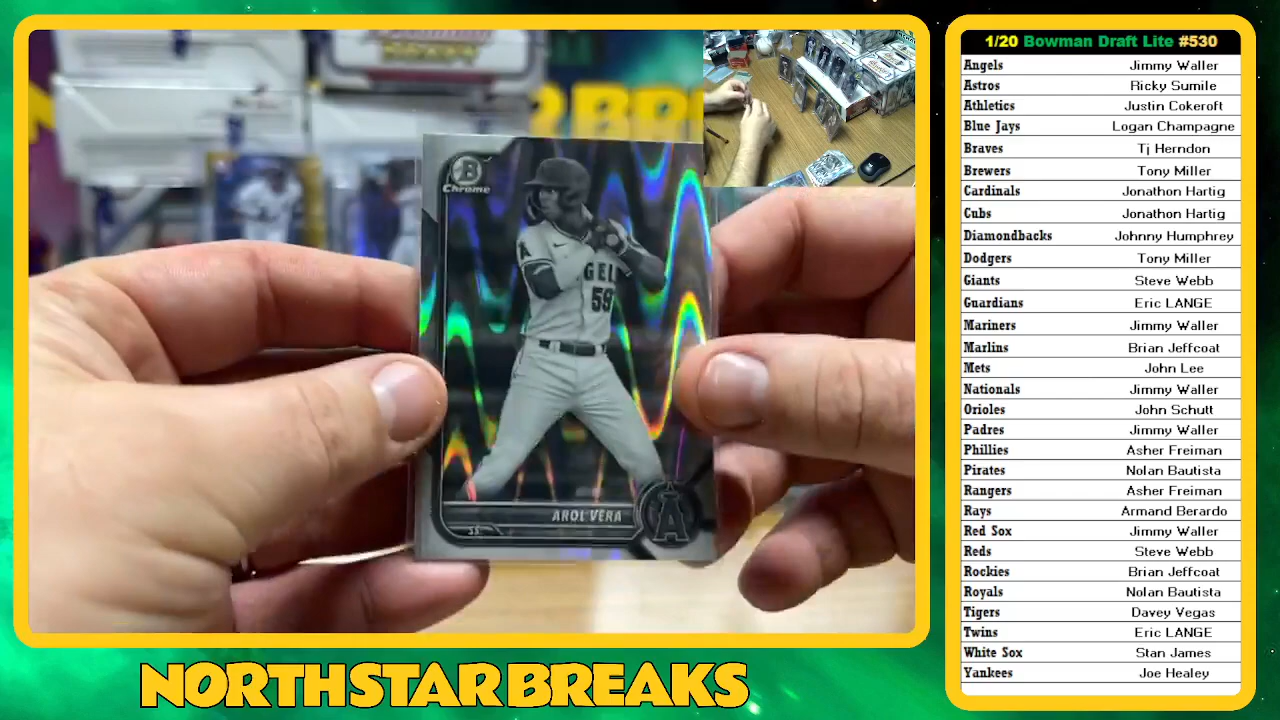 1/20 Bowman Draft Lite #530
Angels Jimmy Waller
Astros Ricky Sumile
Athletics Justin Cokeroft
Blue Jays Logan Champagne
Braves Tj Herndon
Brewers Tony Miller
Cardinals Jonathon Hartig
Cubs Jonathon Hartig
Diamondbacks Johnny Humphrey
Dodgers Tony Miller
Giants Steve Webb
Guardians Eric LANGE
Mariners Jimmy Waller
Marlins Brian Jeffcoat
Mets John Lee
Nationals Jimmy Waller
Orioles John Schutt
Padres Jimmy Waller
Phillies Asher Freiman
Pirates Nolan Bautista
Rangers Asher Freiman
Rays Armand Berardo
Red Sox Jimmy Waller
Reds Steve Webb
Rockies Brian Jeffcoat
Royals Nolan Bautista
Tigers Davey Vegas
Twins Eric LANGE
White Sox Stan James
Yankees Joe Healey
B
Chrome
A GEL
59
AROL VERA
SS
A
NORTHSTAR BREAKS